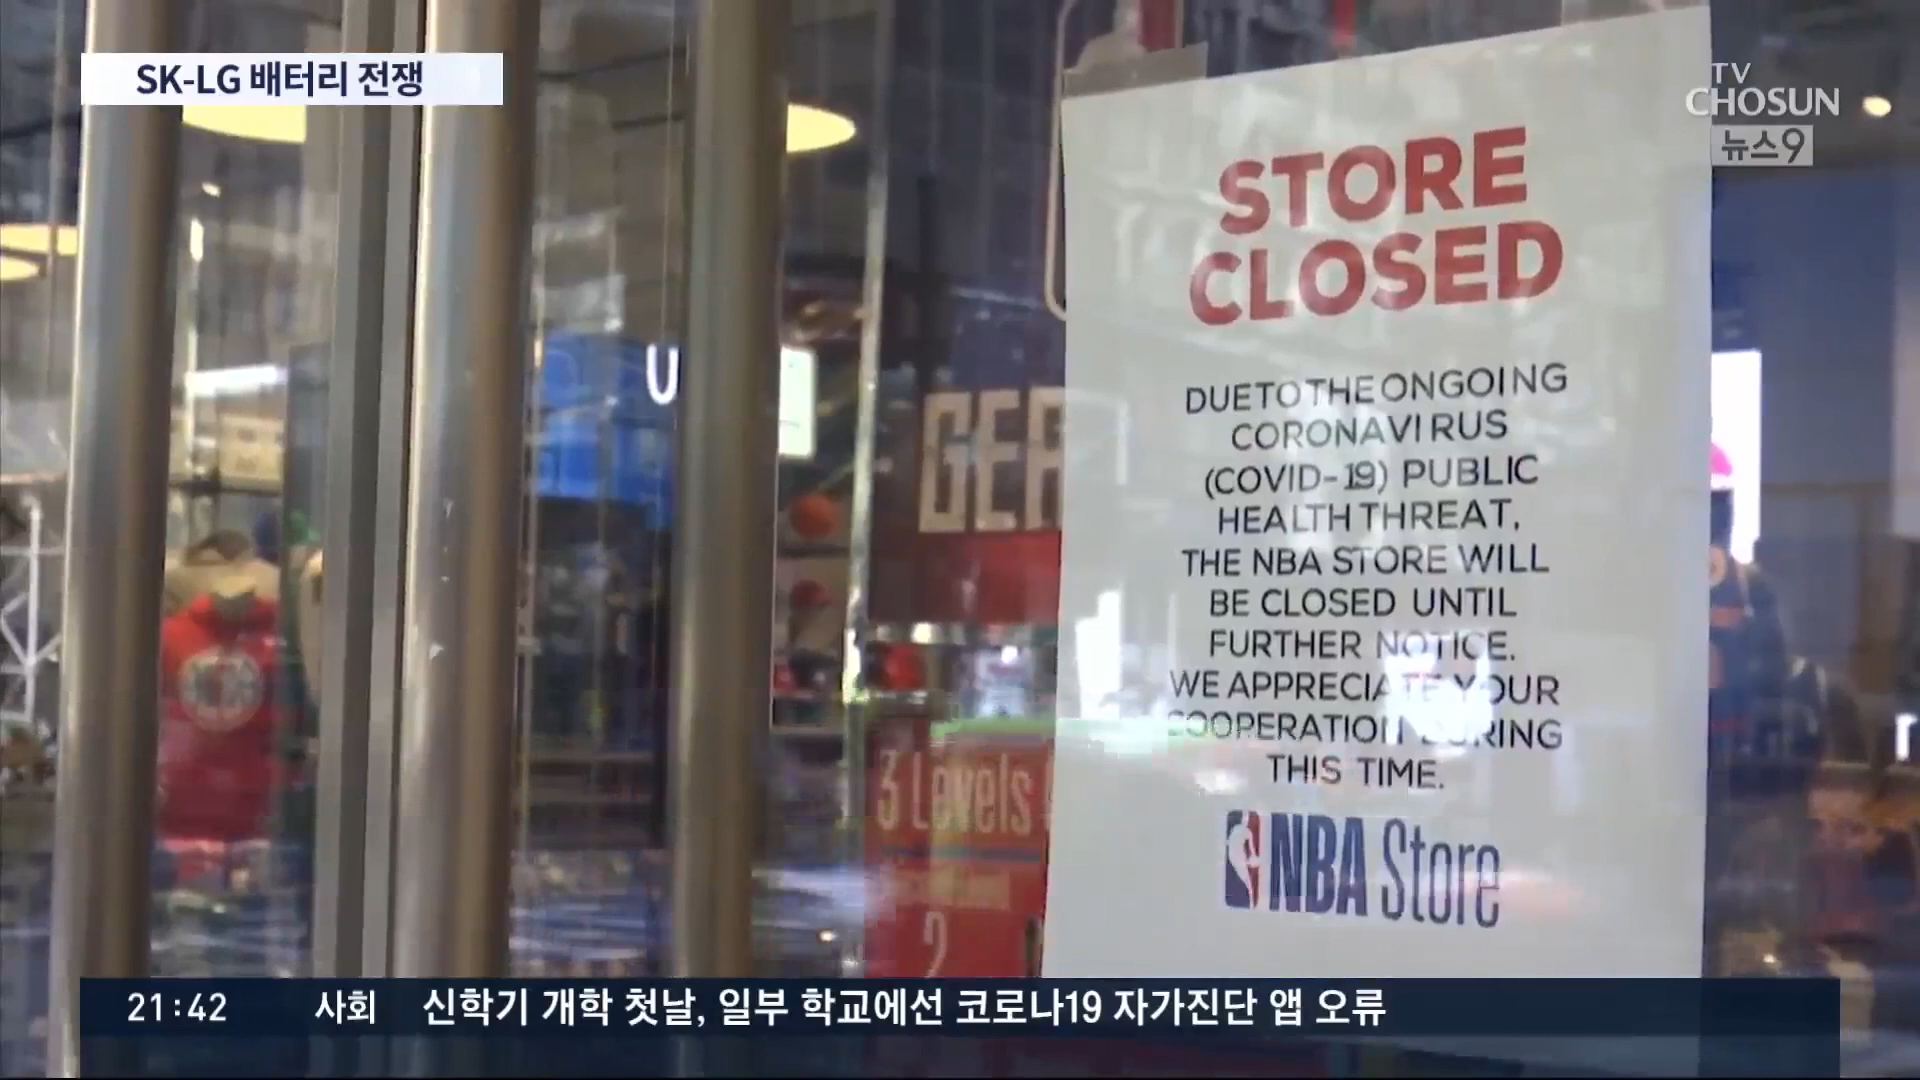 SK-LG 배터리 전쟁
TV
CHOSUN
뉴스9
STORE
CLOSED
DUE TO THE ONGOING
CORONAVIRUS
(COVID-19) PUBLIC
HEALTH THREAT,
THE NBA STORE WILL
BE CLOSED UNTIL
FURTHER NOTICE.
WE APPRECIATE YOUR
COOPERATION DURING
THIS TIME.
NBA Store
U
GER
3 Levels
2
21:42 사회 신학기 개학 첫날, 일부 학교에선 코로나19 자가진단 앱 오류